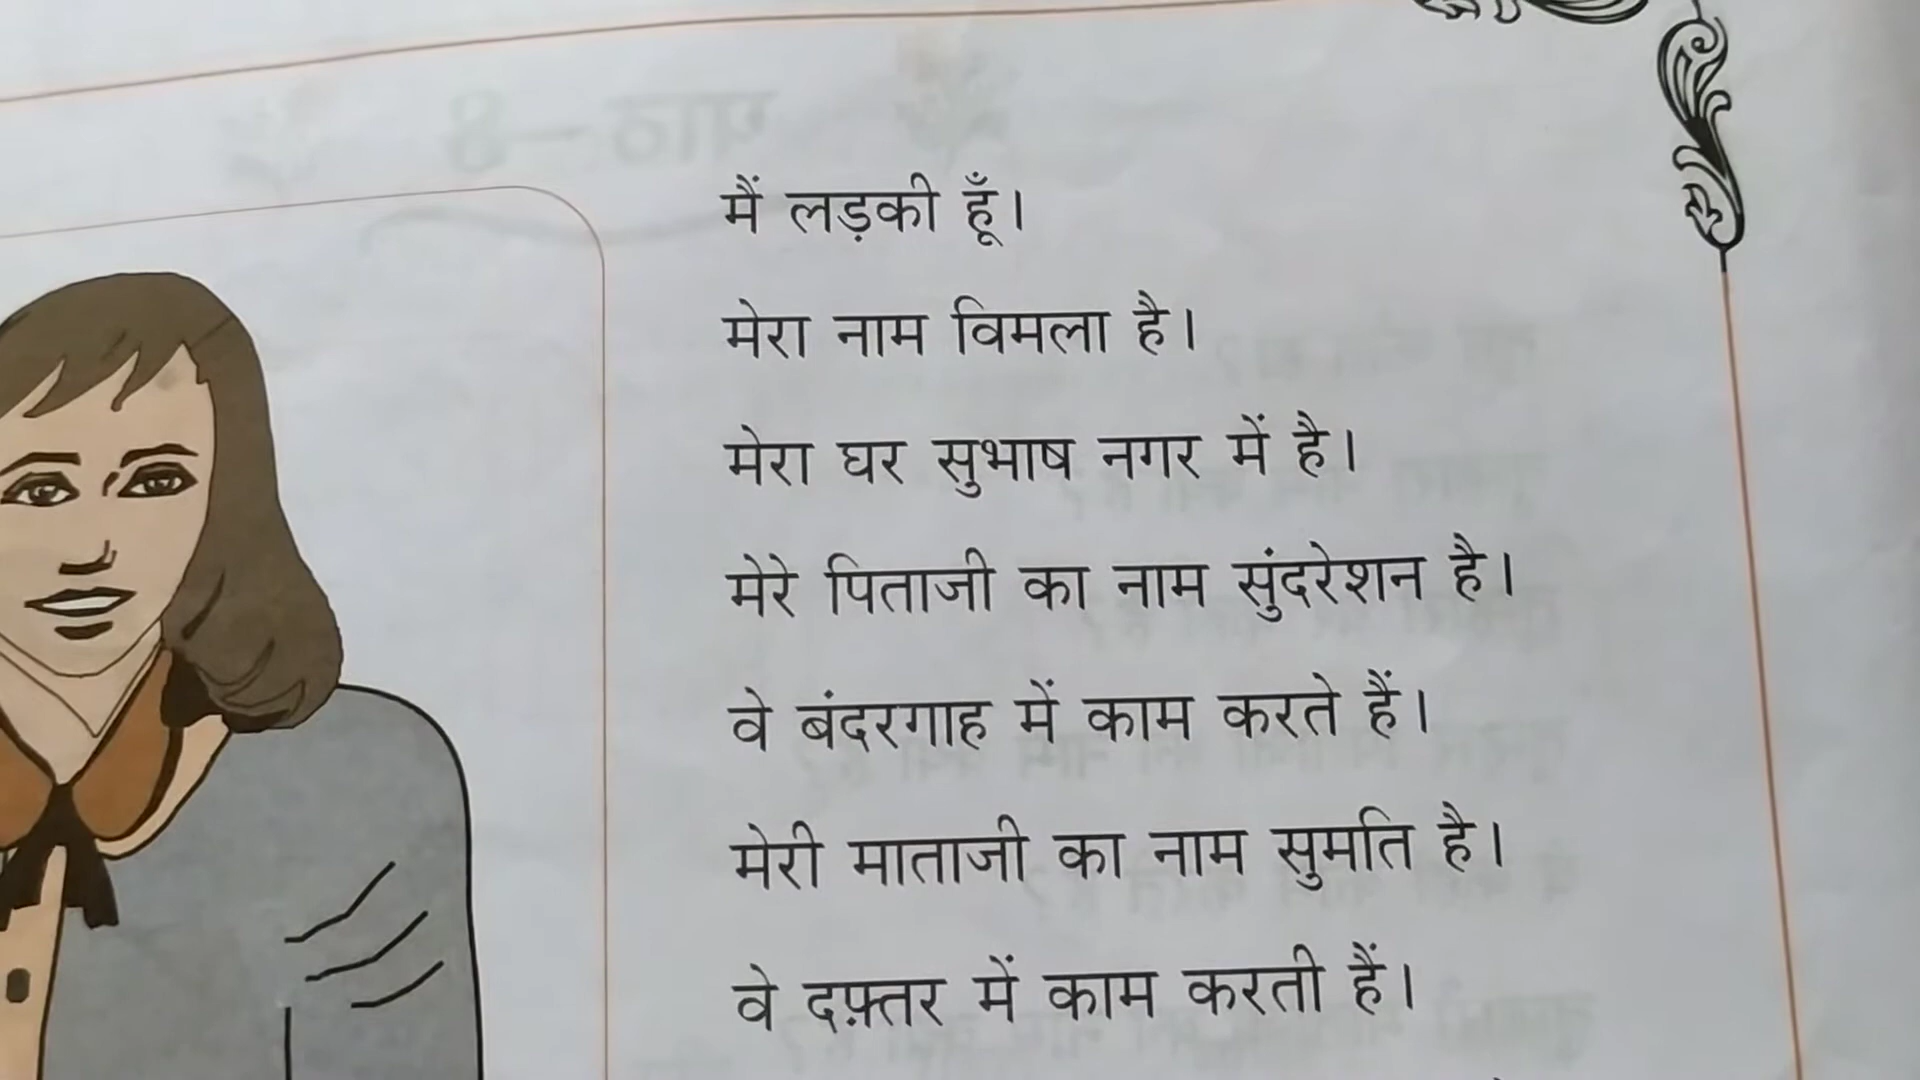 मैं लड़की हूँ।
मेरा नाम विमला है।
मेरा घर सुभाष नगर में है।
मेरे पिताजी का नाम सुंदरेशन है।
वे बंदरगाह में काम करते हैं।
मेरी माताजी का नाम सुमति है।
वे दफ़्तर में काम करती हैं।